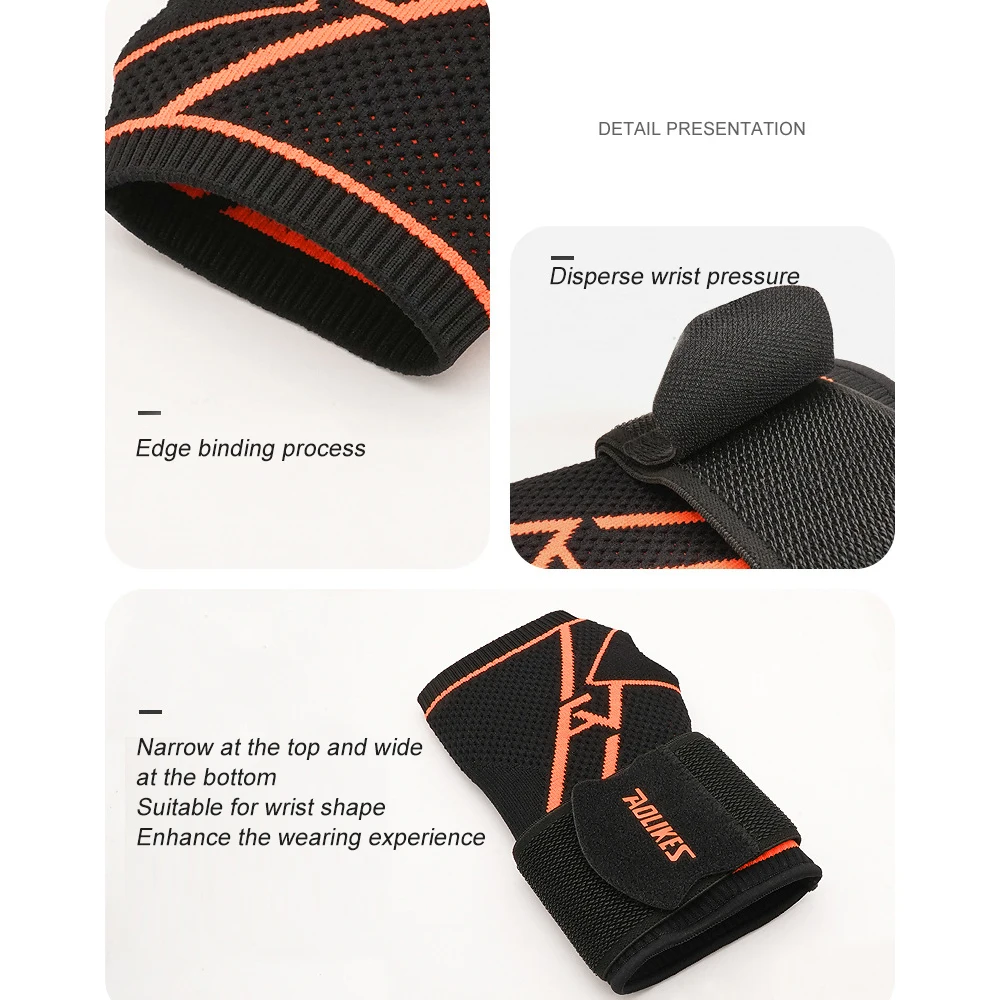 DETAIL PRESENTATION
Disperse wrist pressure
Edge binding process
Narrow at the top and wide
at the bottom
Suitable for wrist shape
Enhance the wearing experience
AOLIKES